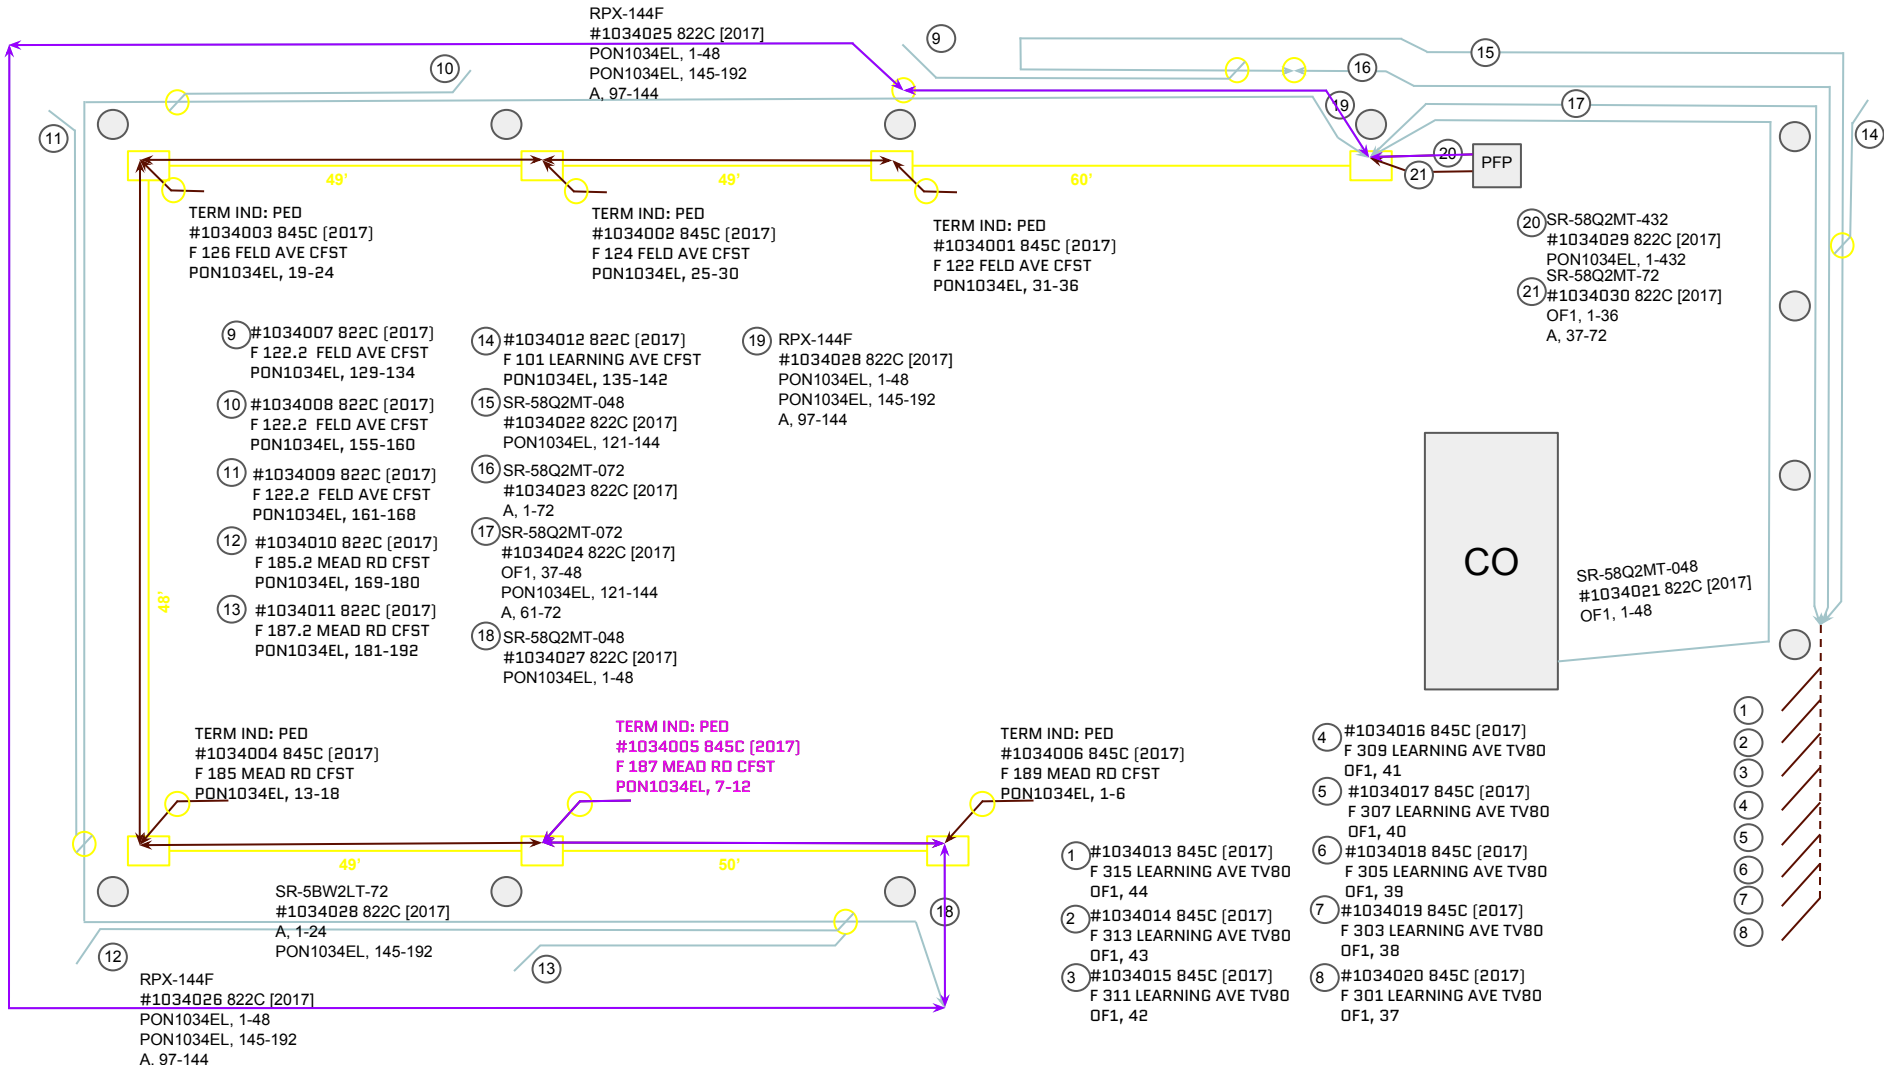 RPX-144F
#1034025 822C [2017]
PON1034EL, 1-48
PON1034EL, 145-192
A, 97-144
9
10
11
15
16
17
19
14
20
21
PFP
49'
49'
60'
TERM IND: PED
#1034003 845C (2017)
F 126 FELD AVE CFST
PON1034EL, 19-24
TERM IND: PED
#1034002 845C (2017)
F 124 FELD AVE CFST
PON1034EL, 25-30
TERM IND: PED
#1034001 845C (2017)
F 122 FELD AVE CFST
PON1034EL, 31-36
20
SR-58Q2MT-432
#1034029 822C [2017]
PON1034EL, 1-432
21
SR-58Q2MT-72
#1034030 822C [2017]
OF1, 1-36
A, 37-72
9
#1034007 822C (2017)
F 122.2 FELD AVE CFST
PON1034EL, 129-134
10
#1034008 822C (2017)
F 122.2 FELD AVE CFST
PON1034EL, 155-160
11
#1034009 822C (2017)
F 122.2 FELD AVE CFST
PON1034EL, 161-168
12
#1034010 822C (2017)
F 185.2 MEAD RD CFST
PON1034EL, 169-180
13
#1034011 822C (2017)
F 187.2 MEAD RD CFST
PON1034EL, 181-192
14
#1034012 822C (2017)
F 101 LEARNING AVE CFST
PON1034EL, 135-142
15
SR-58Q2MT-048
#1034022 822C [2017]
PON1034EL, 121-144
16
SR-58Q2MT-072
#1034023 822C [2017]
A, 1-72
17
SR-58Q2MT-072
#1034024 822C [2017]
OF1, 37-48
PON1034EL, 121-144
A, 61-72
18
SR-58Q2MT-048
#1034027 822C [2017]
PON1034EL, 1-48
19
RPX-144F
#1034028 822C [2017]
PON1034EL, 1-48
PON1034EL, 145-192
A, 97-144
48'
CO
SR-58Q2MT-048
#1034021 822C [2017]
OF1, 1-48
TERM IND: PED
#1034004 845C (2017)
F 185 MEAD RD CFST
PON1034EL, 13-18
TERM IND: PED
#1034005 845C (2017)
F 187 MEAD RD CFST
PON1034EL, 7-12
TERM IND: PED
#1034006 845C (2017)
F 189 MEAD RD CFST
PON1034EL, 1-6
49'
50'
18
SR-5BW2LT-72
#1034028 822C [2017]
A, 1-24
PON1034EL, 145-192
12
13
RPX-144F
#1034026 822C [2017]
PON1034EL, 1-48
PON1034EL, 145-192
A, 97-144
1
#1034013 845C (2017)
F 315 LEARNING AVE TV80
OF1, 44
2
#1034014 845C (2017)
F 313 LEARNING AVE TV80
OF1, 43
3
#1034015 845C (2017)
F 311 LEARNING AVE TV80
OF1, 42
4
#1034016 845C (2017)
F 309 LEARNING AVE TV80
OF1, 41
5
#1034017 845C (2017)
F 307 LEARNING AVE TV80
OF1, 40
6
#1034018 845C (2017)
F 305 LEARNING AVE TV80
OF1, 39
7
#1034019 845C (2017)
F 303 LEARNING AVE TV80
OF1, 38
8
#1034020 845C (2017)
F 301 LEARNING AVE TV80
OF1, 37
1
2
3
4
5
6
7
8